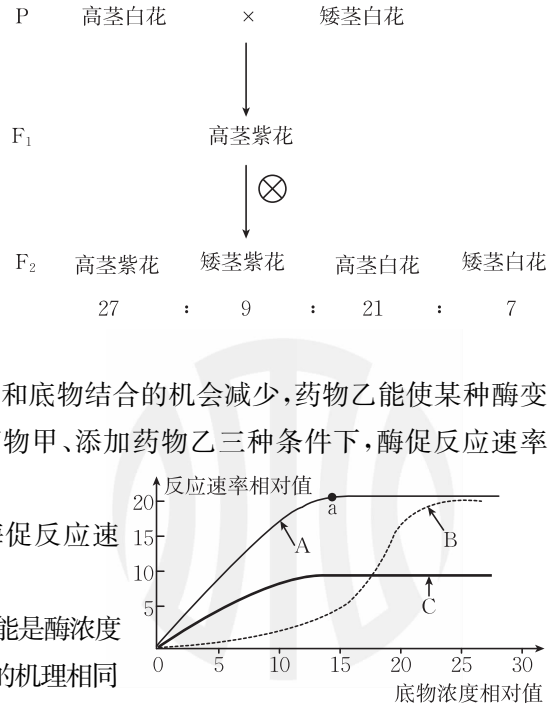 P 高茎白花 × 矮茎白花
F₁ 高茎紫花
F₂ 高茎紫花 矮茎紫花 高茎白花 矮茎白花
27 : 9 : 21 : 7
和底物结合的机会减少,药物乙能使某种酶变
物甲、添加药物乙三种条件下,酶促反应速率
反应速率相对值
20
a
促反应速
15
A
B
10
5
C
能是酶浓度
的机理相同
0 5 10 15 20 25 30
底物浓度相对值